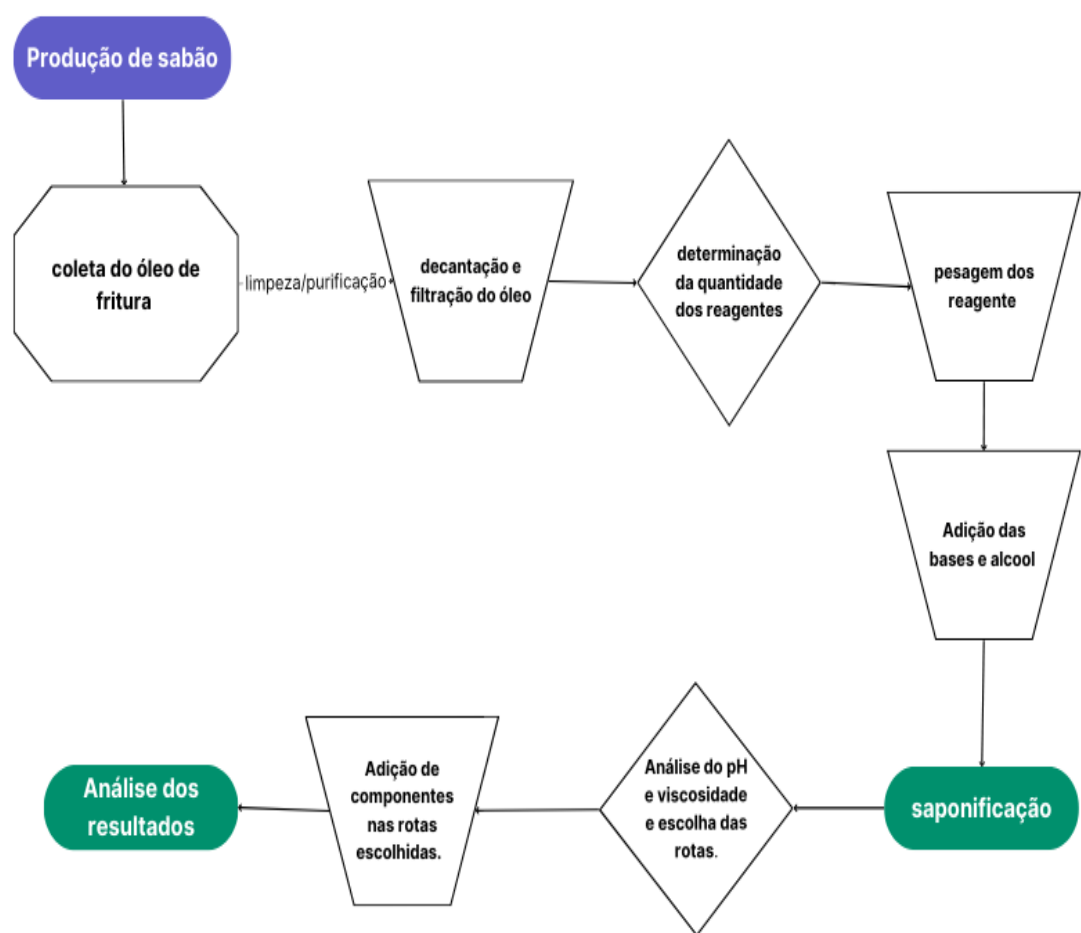 Produção de sabão
coleta do óleo de
fritura
limpeza/purificação
decantação e
filtração do óleo
determinação
da quantidade
dos reagentes
pesagem dos
reagente
Adição das
bases e alcool
saponificação
Análise do pH
e viscosidade
e escolha das
rotas.
Adição de
componentes
nas rotas
escolhidas.
Análise dos
resultados